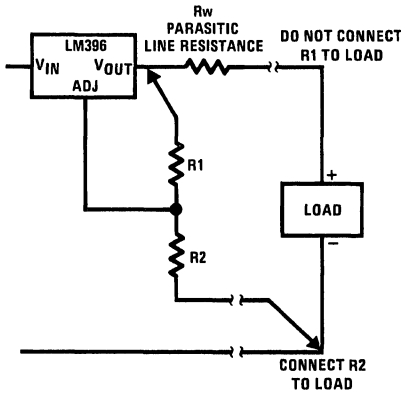 LM396
VIN
VOUT
ADJ
RW
PARASITIC
LINE RESISTANCE
DO NOT CONNECT
R1 TO LOAD
R1
R2
+
LOAD
−
CONNECT R2
TO LOAD